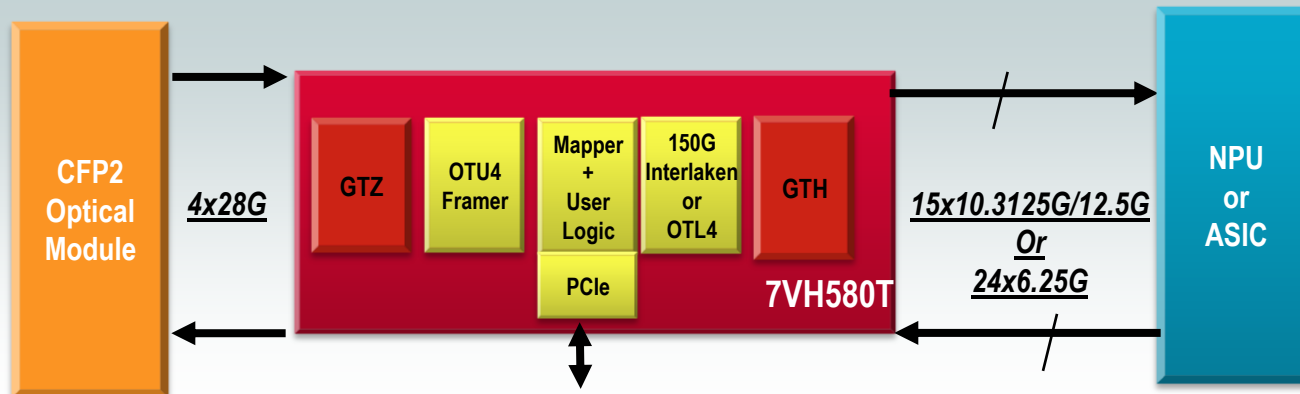 CFP2
Optical
Module
4x28G
GTZ
OTU4
Framer
Mapper
+
User
Logic
PCIe
150G
Interlaken
or
OTL4
GTH
7VH580T
15x10.3125G/12.5G
Or
24x6.25G
NPU
or
ASIC